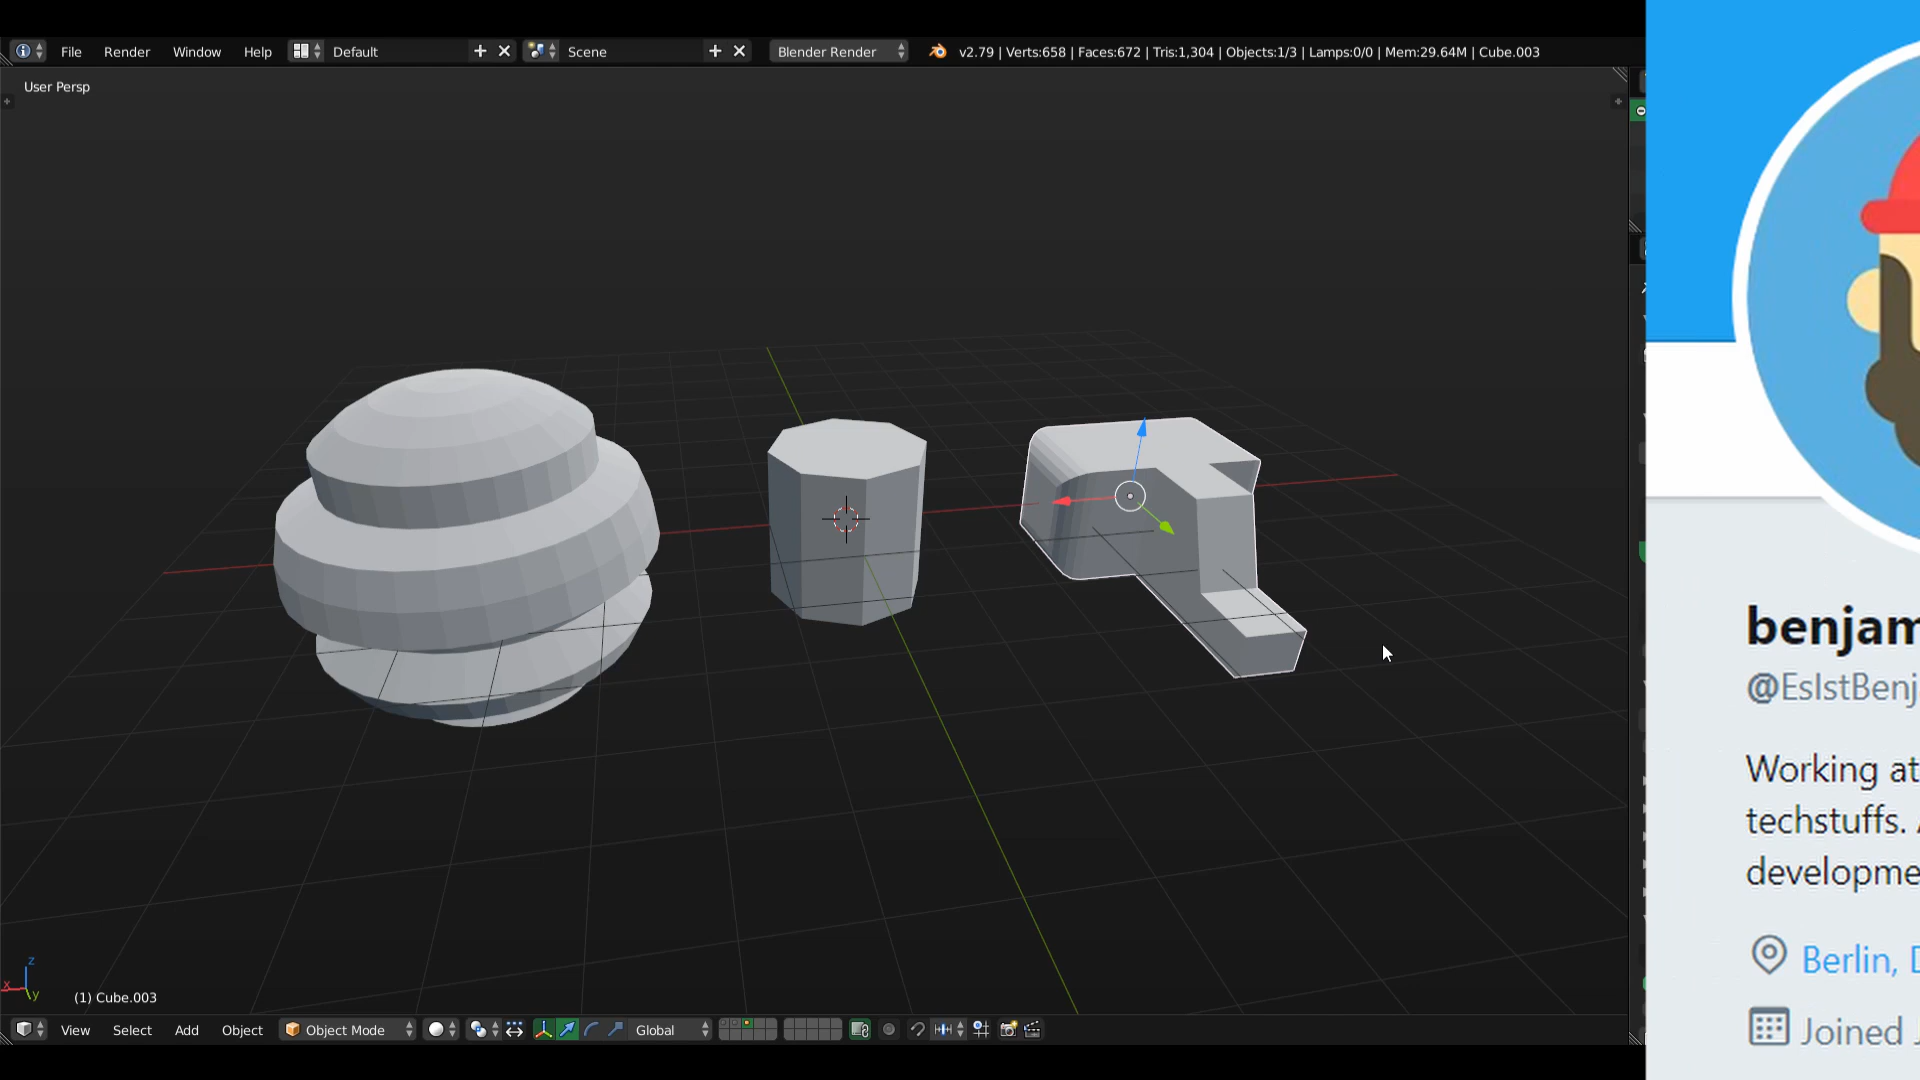 File Render Window Help Default Scene Blender Render v2.79 | Verts:658 | Faces:672 | Tris:1,304 | Objects:1/3 | Lamps:0/0 | Mem:29.64M | Cube.003
User Persp
benjam
@EsIstBenj
Working at
techstuffs.
developme
Berlin,
Joined
z
x
y
(1) Cube.003
View Select Add Object Object Mode Global